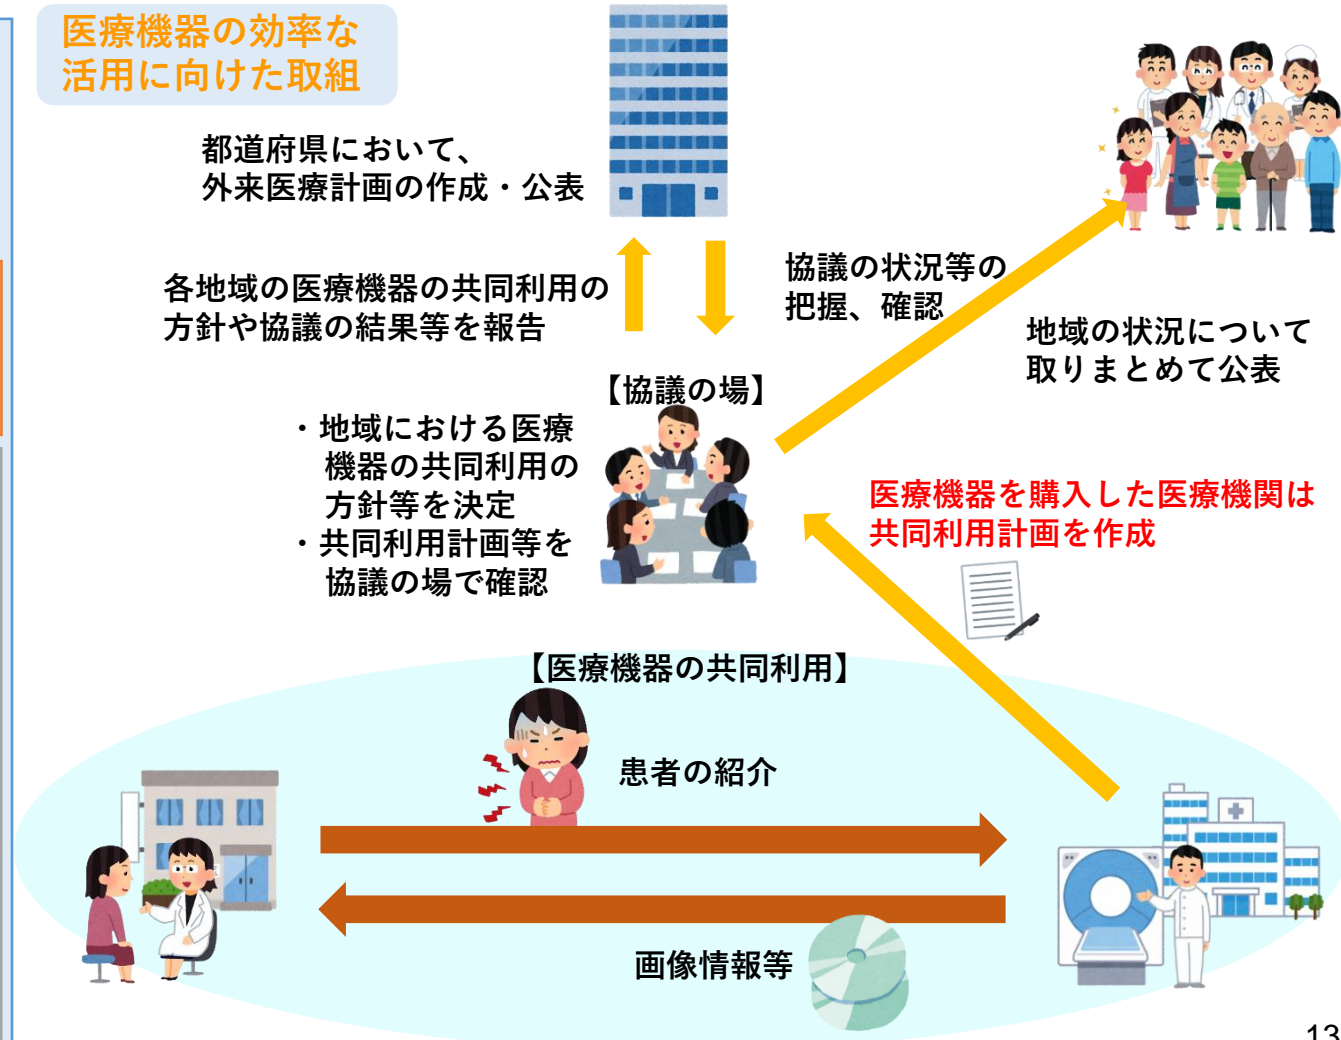 医療機器の効率な
活用に向けた取組
都道府県において、
外来医療計画の作成・公表
各地域の医療機器の共同利用の
方針や協議の結果等を報告
協議の状況等の
把握、確認
地域の状況について
取りまとめて公表
【協議の場】
・地域における医療
機器の共同利用の
方針等を決定
・共同利用計画等を
協議の場で確認
医療機器を購入した医療機関は
共同利用計画を作成
【医療機器の共同利用】
患者の紹介
画像情報等
13